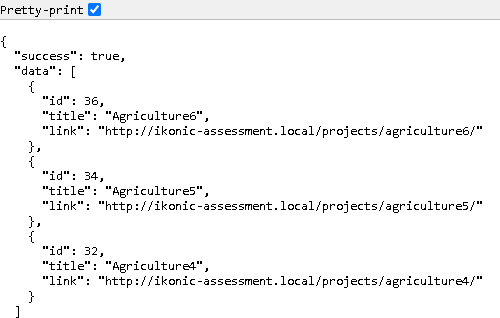 Pretty-print
{
  "success": true,
  "data": [
    {
      "id": 36,
      "title": "Agriculture6",
      "link": "http://ikonic-assessment.local/projects/agriculture6/"
    },
    {
      "id": 34,
      "title": "Agriculture5",
      "link": "http://ikonic-assessment.local/projects/agriculture5/"
    },
    {
      "id": 32,
      "title": "Agriculture4",
      "link": "http://ikonic-assessment.local/projects/agriculture4/"
    }
  ]